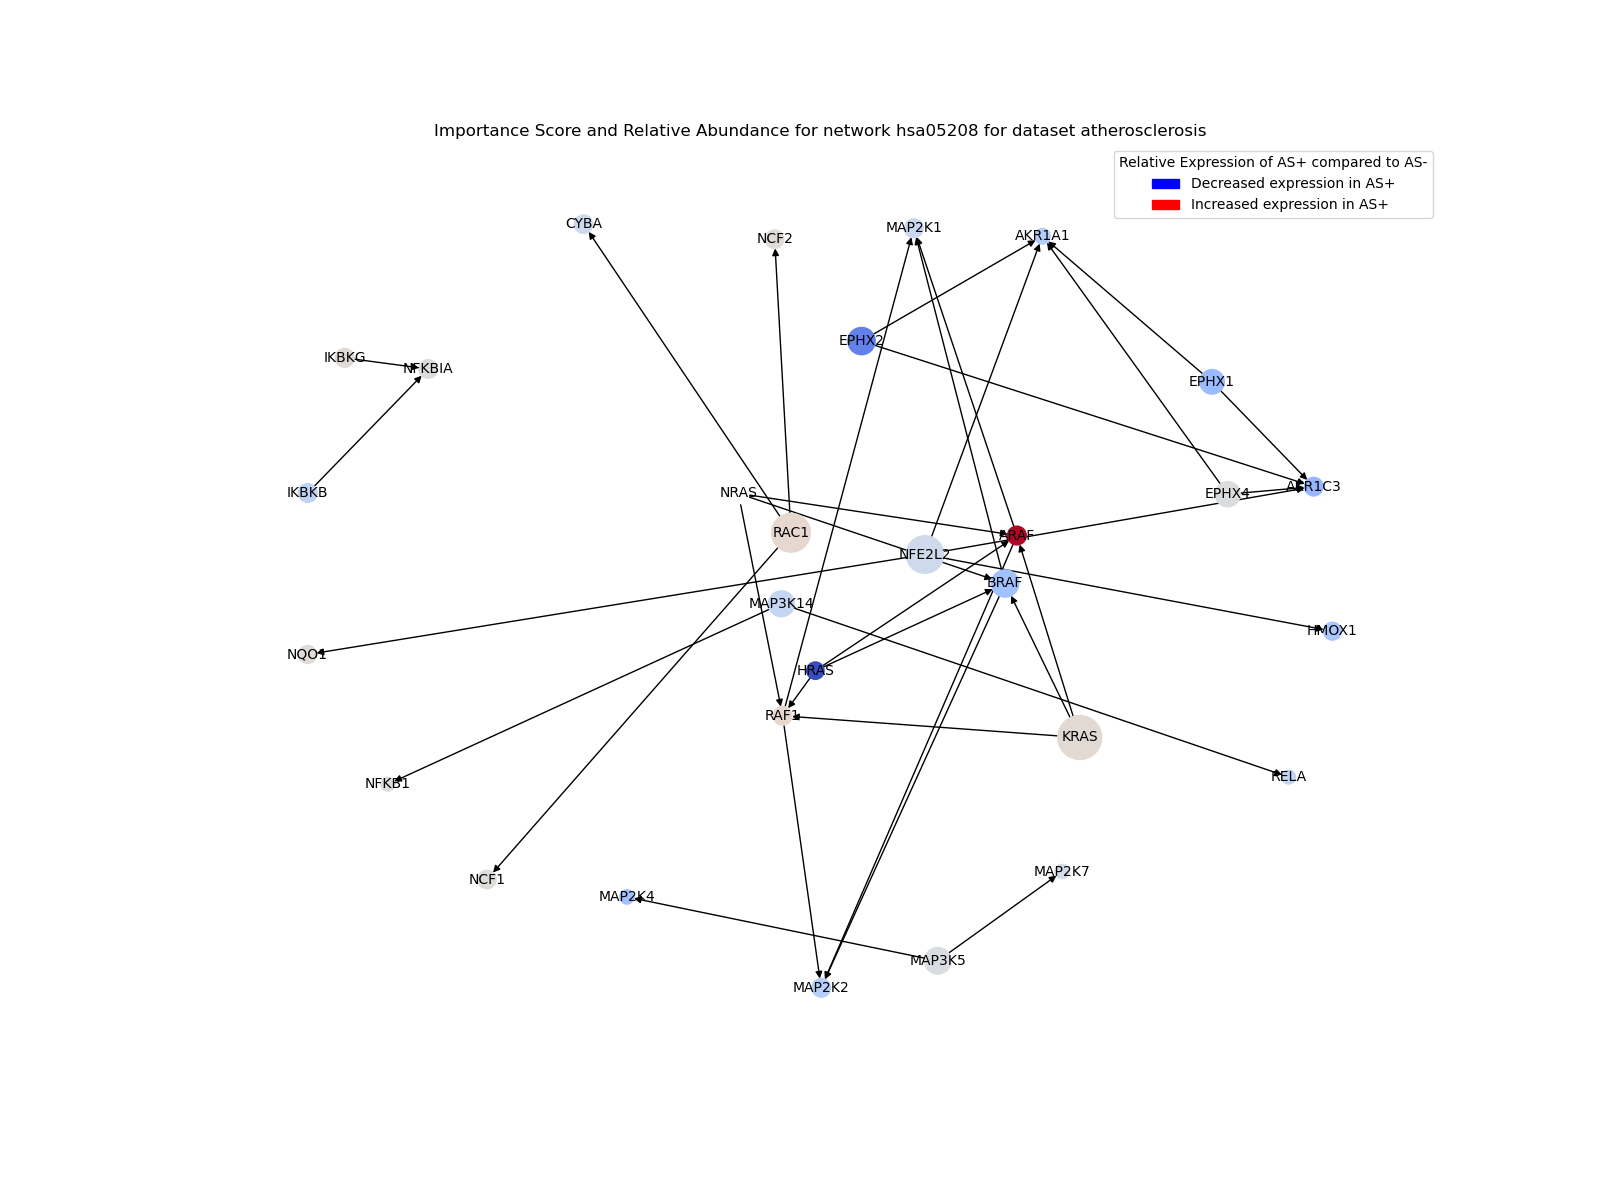 Importance Score and Relative Abundance for network hsa05208 for dataset atherosclerosis
Relative Expression of AS+ compared to AS-
Decreased expression in AS+
Increased expression in AS+
CYBA
NCF2
MAP2K1
AKR1A1
EPHX2
IKBKG
NFKBIA
EPHX1
IKBKB
NRAS
EPHX4
AKR1C3
RAC1
ARAF
NFE2L2
BRAF
MAP3K14
HMOX1
NQO1
HRAS
RAF1
KRAS
NFKB1
RELA
NCF1
MAP2K7
MAP2K4
MAP3K5
MAP2K2